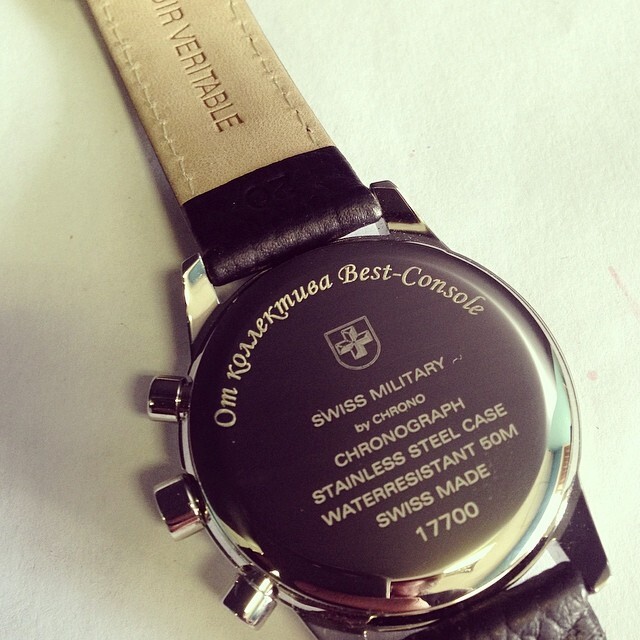 OIR VERITABLE
От коллектива Best-Console
SWISS MILITARY
by CHRONO
CHRONOGRAPH
STAINLESS STEEL CASE
WATERRESISTANT 50M
SWISS MADE
17700